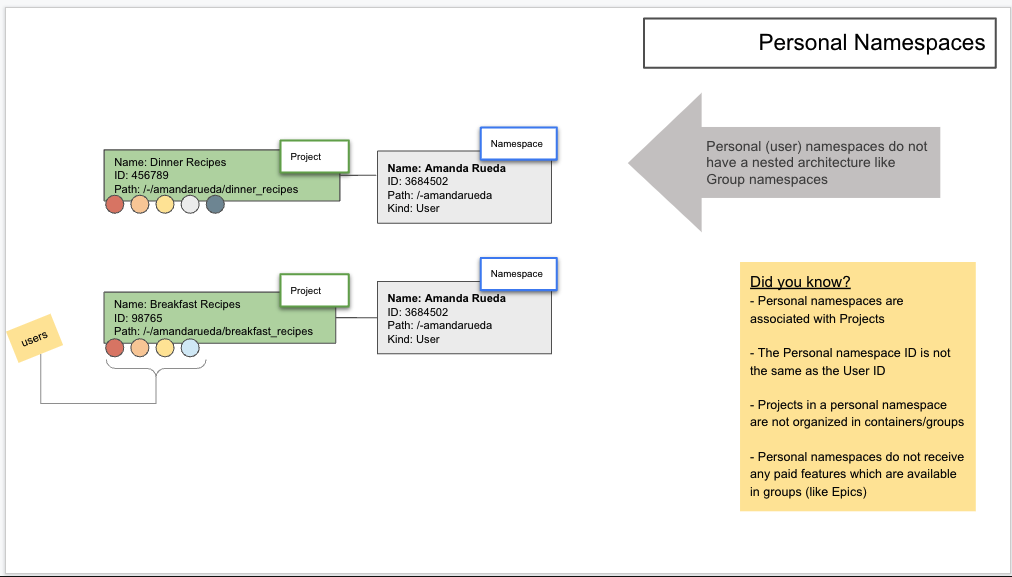 Personal Namespaces
Personal (user) namespaces do not
have a nested architecture like
Group namespaces
Project
Name: Dinner Recipes
ID: 456789
Path: /-/amandarueda/dinner_recipes
Namespace
Name: Amanda Rueda
ID: 3684502
Path: /-amandarueda
Kind: User
Project
Name: Breakfast Recipes
ID: 98765
Path: /-/amandarueda/breakfast_recipes
Namespace
Name: Amanda Rueda
ID: 3684502
Path: /-amandarueda
Kind: User
users
Did you know?
- Personal namespaces are
associated with Projects
- The Personal namespace ID is not
the same as the User ID
- Projects in a personal namespace
are not organized in containers/groups
- Personal namespaces do not receive
any paid features which are available
in groups (like Epics)